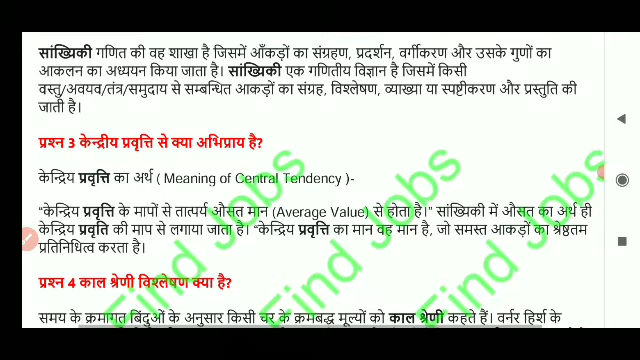 सांख्यिकी गणित की वह शाखा है जिसमें आँकड़ों का संग्रहण, प्रदर्शन, वर्गीकरण और उसके गुणों का
आकलन का अध्ययन किया जाता है। सांख्यिकी एक गणितीय विज्ञान है जिसमें किसी
वस्तु/अवयव/तंत्र/समुदाय से सम्बन्धित आकड़ों का संग्रह, विश्लेषण, व्याख्या या स्पष्टीकरण और प्रस्तुति की
जाती है।
प्रश्न 3 केन्द्रीय प्रवृत्ति से क्या अभिप्राय है?
केन्द्रिय प्रवृत्ति का अर्थ ( Meaning of Central Tendency )-
“केन्द्रिय प्रवृत्ति के मापों से तात्पर्य औसत मान (Average Value) से होता है।” सांख्यिकी में औसत का अर्थ ही
केन्द्रिय प्रवृति की माप से लगाया जाता है। “केन्द्रिय प्रवृत्ति का मान वह मान है, जो समस्त आकड़ों का श्रेष्ठतम
प्रतिनिधित्व करता है।
प्रश्न 4 काल श्रेणी विश्लेषण क्या है?
समय के क्रमागत बिंदुओं के अनुसार किसी चर के क्रमबद्ध मूल्यों को काल श्रेणी कहते हैं। वर्नर हिर्श के
Find Jobs
Find Jobs
Find Jobs